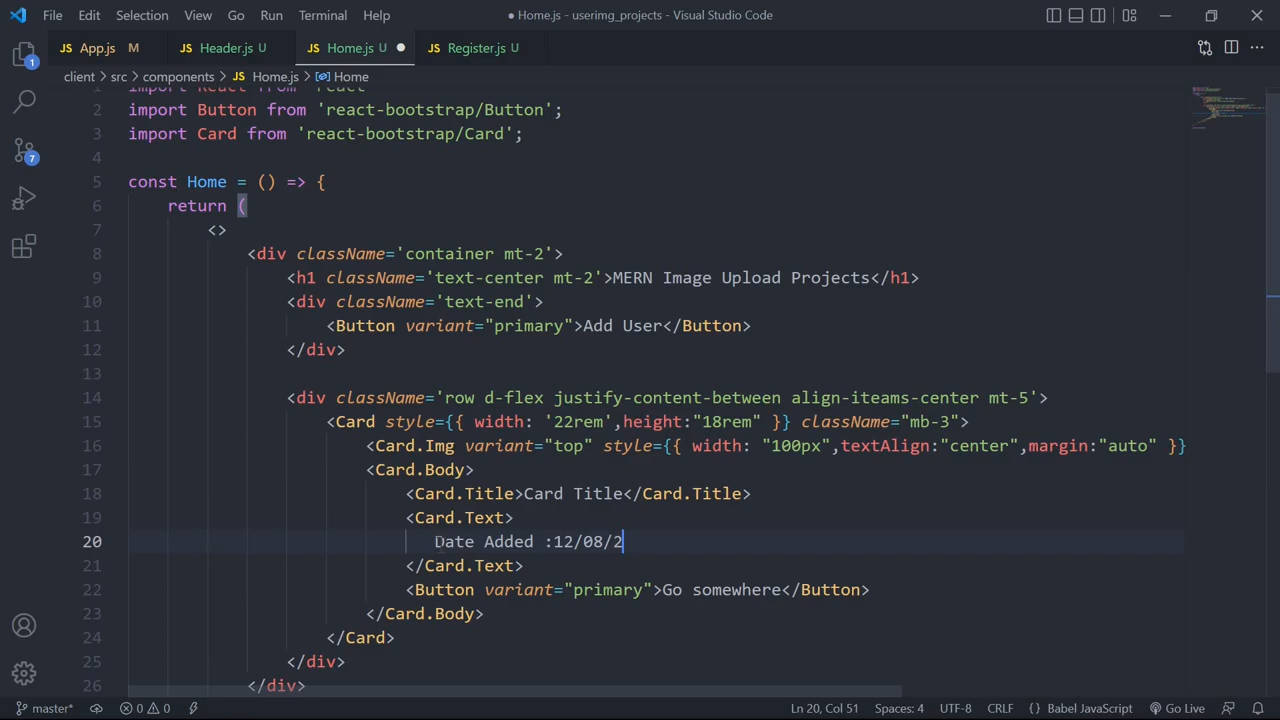 File Edit Selection View Go Run Terminal Help
● Home.js - userimg_projects - Visual Studio Code
JS App.js M
JS Header.js U
JS Home.js U ●
JS Register.js U
client > src > components > JS Home.js > Home
1 import React from 'react'
2 import Button from 'react-bootstrap/Button';
3 import Card from 'react-bootstrap/Card';
4
5 const Home = () => {
6 return (
7 <>
8 <div className='container mt-2'>
9 <h1 className='text-center mt-2'>MERN Image Upload Projects</h1>
10 <div className='text-end'>
11 <Button variant="primary">Add User</Button>
12 </div>
13
14 <div className='row d-flex justify-content-between align-iteams-center mt-5'>
15 <Card style={{ width: '22rem',height:"18rem" }} className="mb-3">
16 <Card.Img variant="top" style={{ width: "100px",textAlign:"center",margin:"auto" }}
17 <Card.Body>
18 <Card.Title>Card Title</Card.Title>
19 <Card.Text>
20 Date Added :12/08/2
21 </Card.Text>
22 <Button variant="primary">Go somewhere</Button>
23 </Card.Body>
24 </Card>
25 </div>
26 </div>
1
7
master* 0 0 Ln 20, Col 51 Spaces: 4 UTF-8 CRLF {} Babel JavaScript Go Live